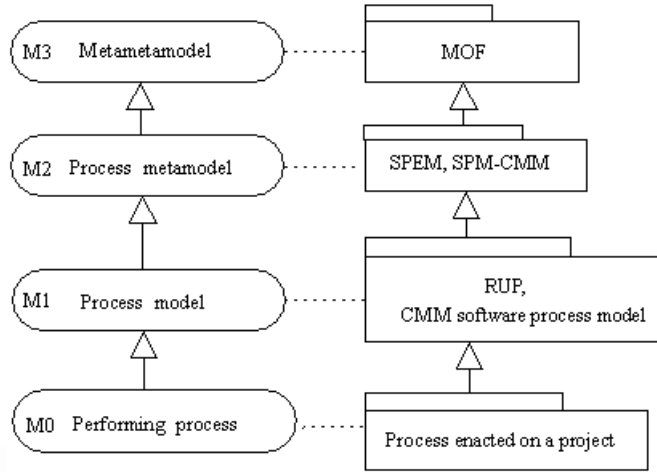 M3 Metametamodel
MOF
M2 Process metamodel
SPEM, SPM-CMM
M1 Process model
RUP,
CMM software process model
M0 Performing process
Process enacted on a project